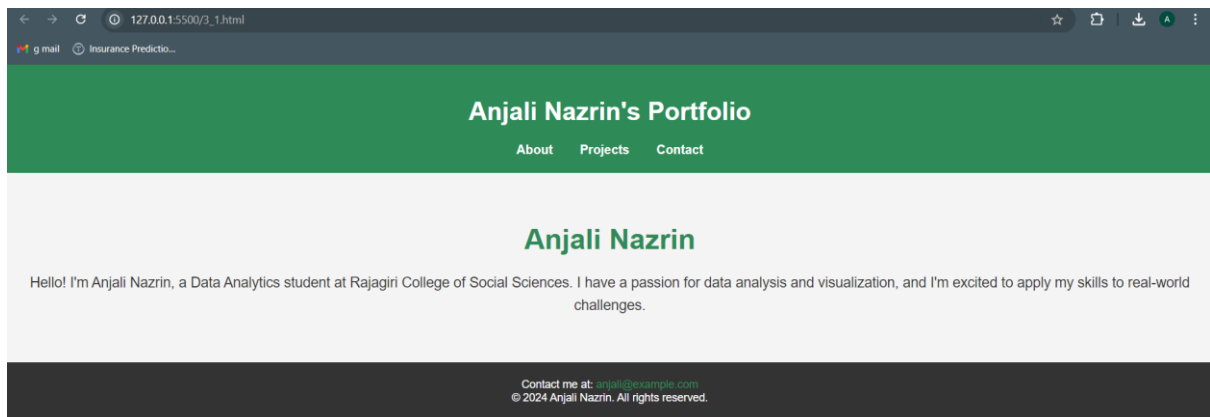 127.0.0.1:5500/3_1.html
A
g mail
Insurance Predictio...
Anjali Nazrin's Portfolio
About Projects Contact
Anjali Nazrin
Hello! I'm Anjali Nazrin, a Data Analytics student at Rajagiri College of Social Sciences. I have a passion for data analysis and visualization, and I'm excited to apply my skills to real-world
challenges.
Contact me at: anjali@example.com
© 2024 Anjali Nazrin. All rights reserved.